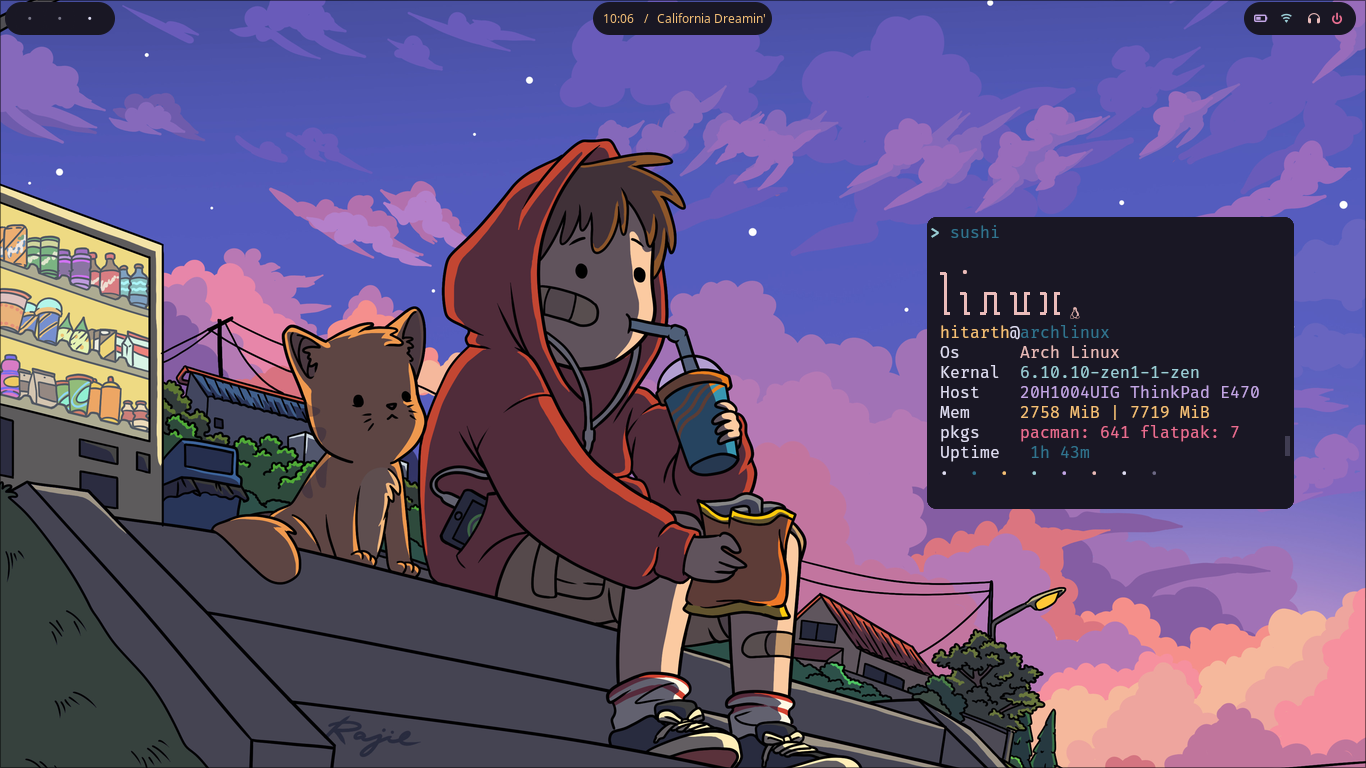 10:06 / California Dreamin'
> sushi
linux
hitarth@archlinux
Os Arch Linux
Kernal 6.10.10-zen1-1-zen
Host 20H1004UIG ThinkPad E470
Mem 2758 MiB | 7719 MiB
pkgs pacman: 641 flatpak: 7
Uptime 1h 43m
Rajie